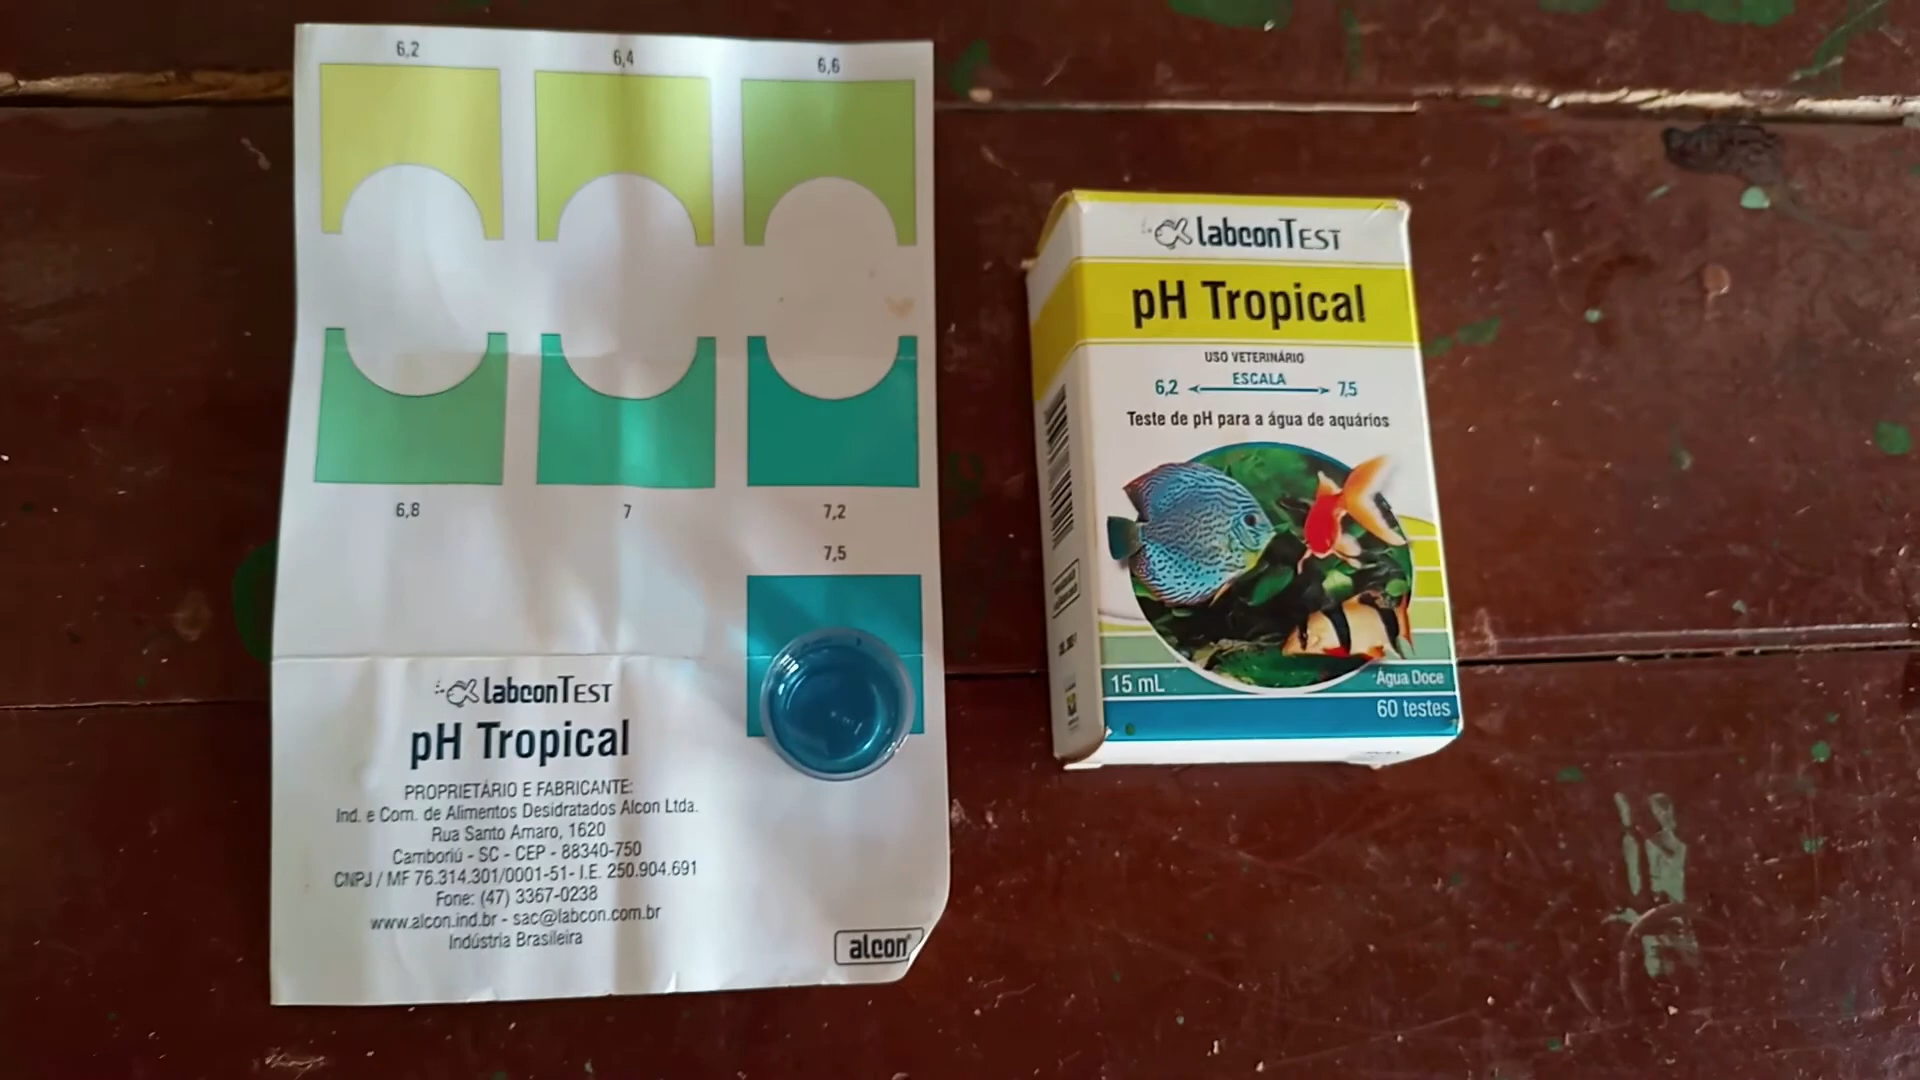 6,2
6,4
6,6
6,8
7
7,2
7,5
labconTEST
pH Tropical
PROPRIETÁRIO E FABRICANTE:
Ind. e Com. de Alimentos Desidratados Alcon Ltda.
Rua Santo Amaro, 1620
Camboriú - SC - CEP - 88340-750
CNPJ / MF 76.314.301/0001-51- I.E. 250.904.691
Fone: (47) 3367-0238
www.alcon.ind.br - sac@labcon.com.br
Indústria Brasileira
alcon
labconTEST
pH Tropical
USO VETERINÁRIO
ESCALA
6,2 7,5
Teste de pH para a água de aquários
15 mL
Água Doce
60 testes